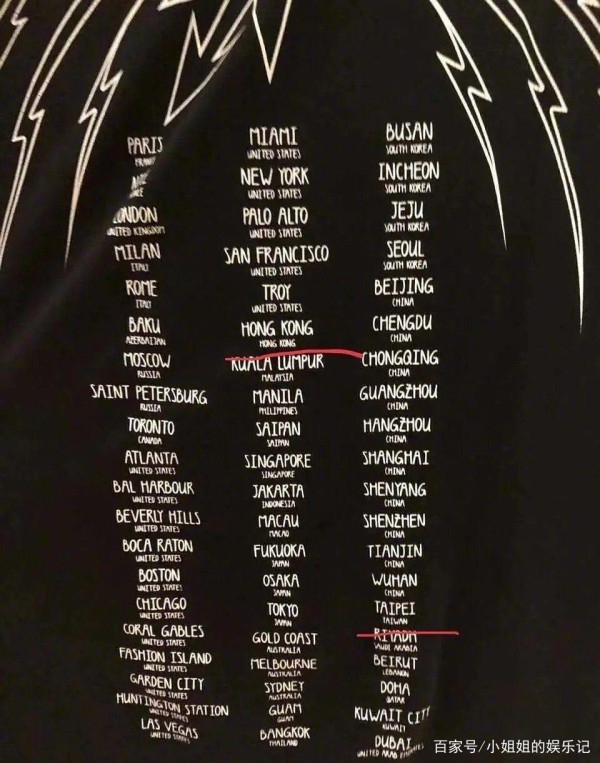 PARIS
LONDON
UNITED KINGDOM
MILAN
ITALY
ROME
ITALY
BAKU
AZERBAIJAN
MOSCOW
RUSSIA
SAINT PETERSBURG
RUSSIA
TORONTO
CANADA
ATLANTA
UNITED STATES
BAL HARBOUR
UNITED STATES
BEVERLY HILLS
UNITED STATES
BOCA RATON
UNITED STATES
BOSTON
UNITED STATES
CHICAGO
UNITED STATES
CORAL GABLES
UNITED STATES
FASHION ISLAND
UNITED STATES
GARDEN CITY
UNITED STATES
HUNTINGTON STATION
UNITED STATES
LAS VEGAS
UNITED STATES
MIAMI
UNITED STATES
NEW YORK
UNITED STATES
PALO ALTO
UNITED STATES
SAN FRANCISCO
UNITED STATES
TROY
UNITED STATES
HONG KONG
HONG KONG
KUALA LUMPUR
MALAYSIA
MANILA
PHILIPPINES
SAIPAN
SAIPAN
SINGAPORE
SINGAPORE
JAKARTA
INDONESIA
MACAU
MACAO
FUKUOKA
JAPAN
OSAKA
JAPAN
TOKYO
JAPAN
GOLD COAST
AUSTRALIA
MELBOURNE
AUSTRALIA
SYDNEY
AUSTRALIA
GUAM
GUAM
BANGKOK
THAILAND
BUSAN
SOUTH KOREA
INCHEON
SOUTH KOREA
JEJU
SOUTH KOREA
SEOUL
SOUTH KOREA
BEIJING
CHINA
CHENGDU
CHINA
CHONGQING
CHINA
GUANGZHOU
CHINA
HANGZHOU
CHINA
SHANGHAI
CHINA
SHENYANG
CHINA
SHENZHEN
CHINA
TIANJIN
CHINA
WUHAN
CHINA
TAIPEI
TAIWAN
RIYADH
SAUDI ARABIA
BEIRUT
LEBANON
DOHA
QATAR
KUWAIT CITY
KUWAIT
DUBAI
UNITED ARAB EMIRATES
百家号/小姐姐的娱乐记